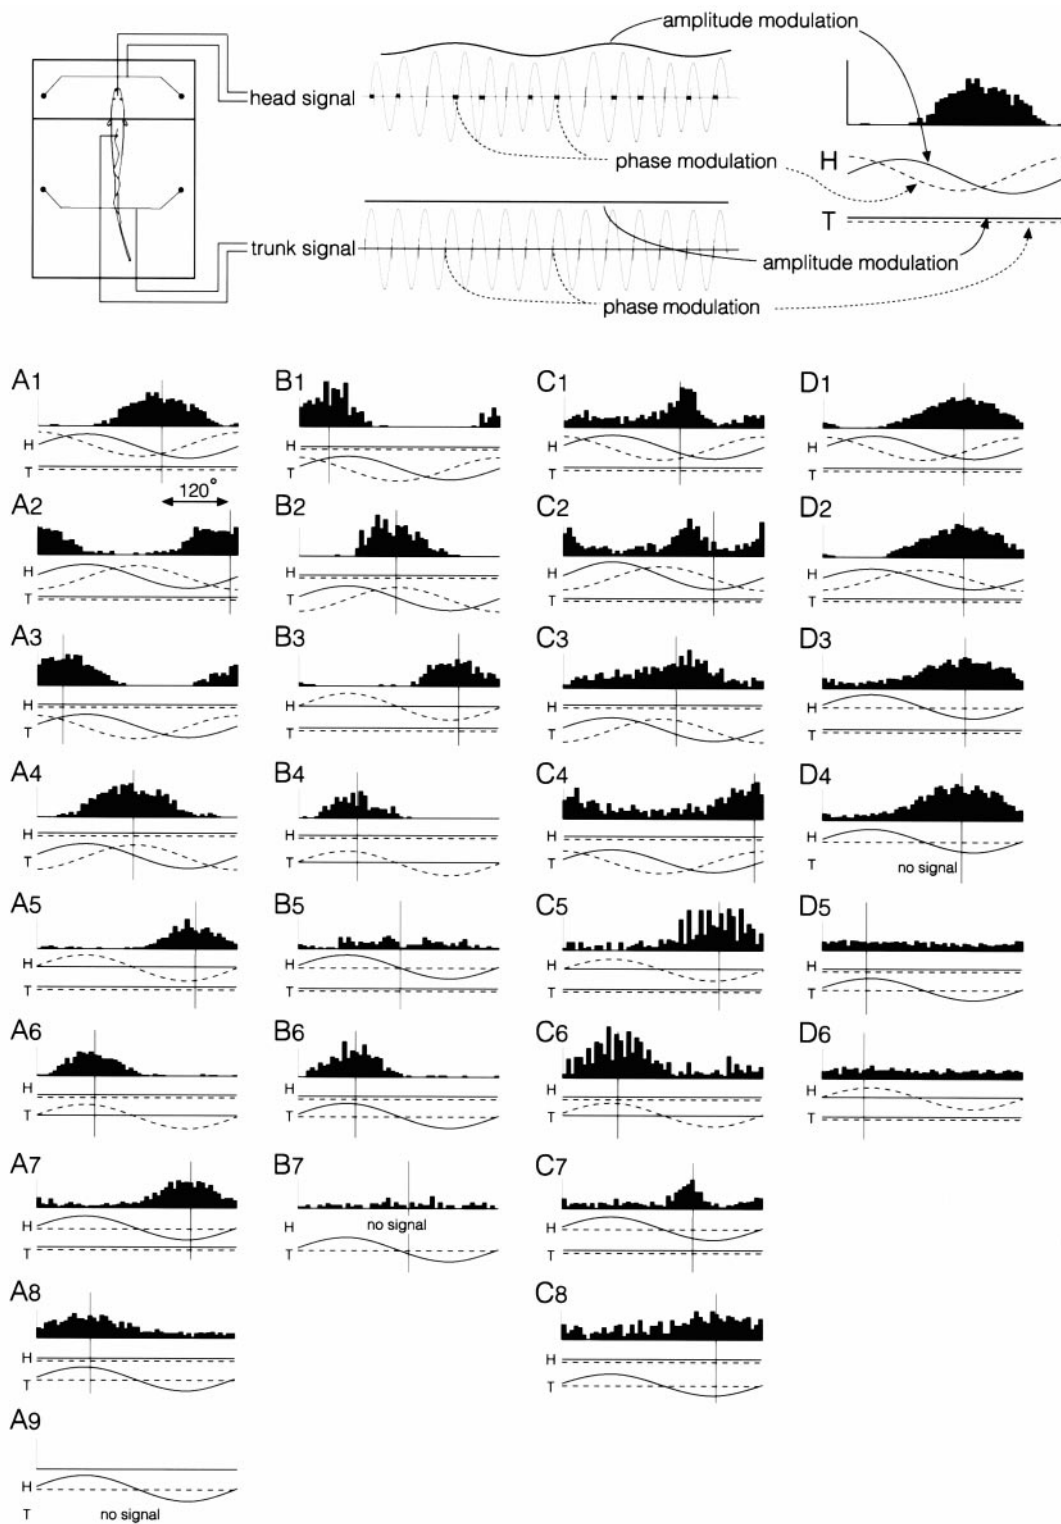 amplitude modulation
head signal
phase modulation
H
T
trunk signal
amplitude modulation
phase modulation
A1
H
T
B1
H
T
C1
H
T
D1
H
T
120°
A2
H
T
B2
H
T
C2
H
T
D2
H
T
A3
H
T
B3
H
T
C3
H
T
D3
H
T
A4
H
T
B4
H
T
C4
H
T
D4
H
T
no signal
A5
H
T
B5
H
T
C5
H
T
D5
H
T
A6
H
T
B6
H
T
C6
H
T
D6
H
T
A7
H
T
B7
H
no signal
T
C7
H
T
A8
H
T
C8
H
T
A9
H
T
no signal